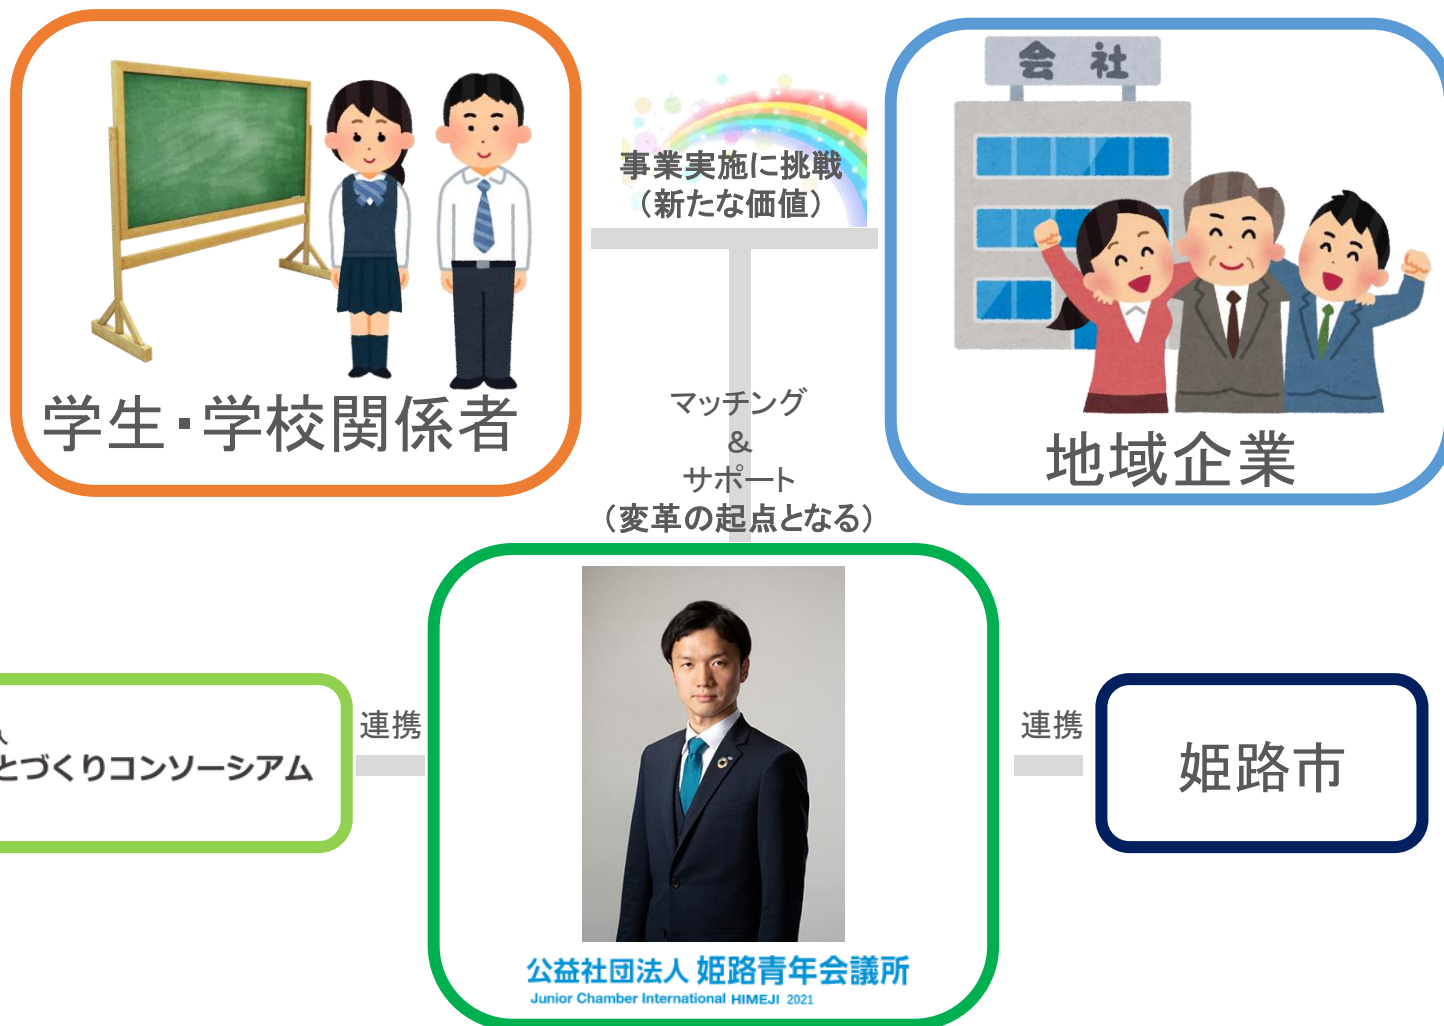 会社
事業実施に挑戦
（新たな価値）
学生・学校関係者
マッチング
&
サポート
（変革の起点となる）
地域企業
人
とづくりコンソーシアム
連携
連携
姫路市
公益社団法人 姫路青年会議所
Junior Chamber International HIMEJI 2021